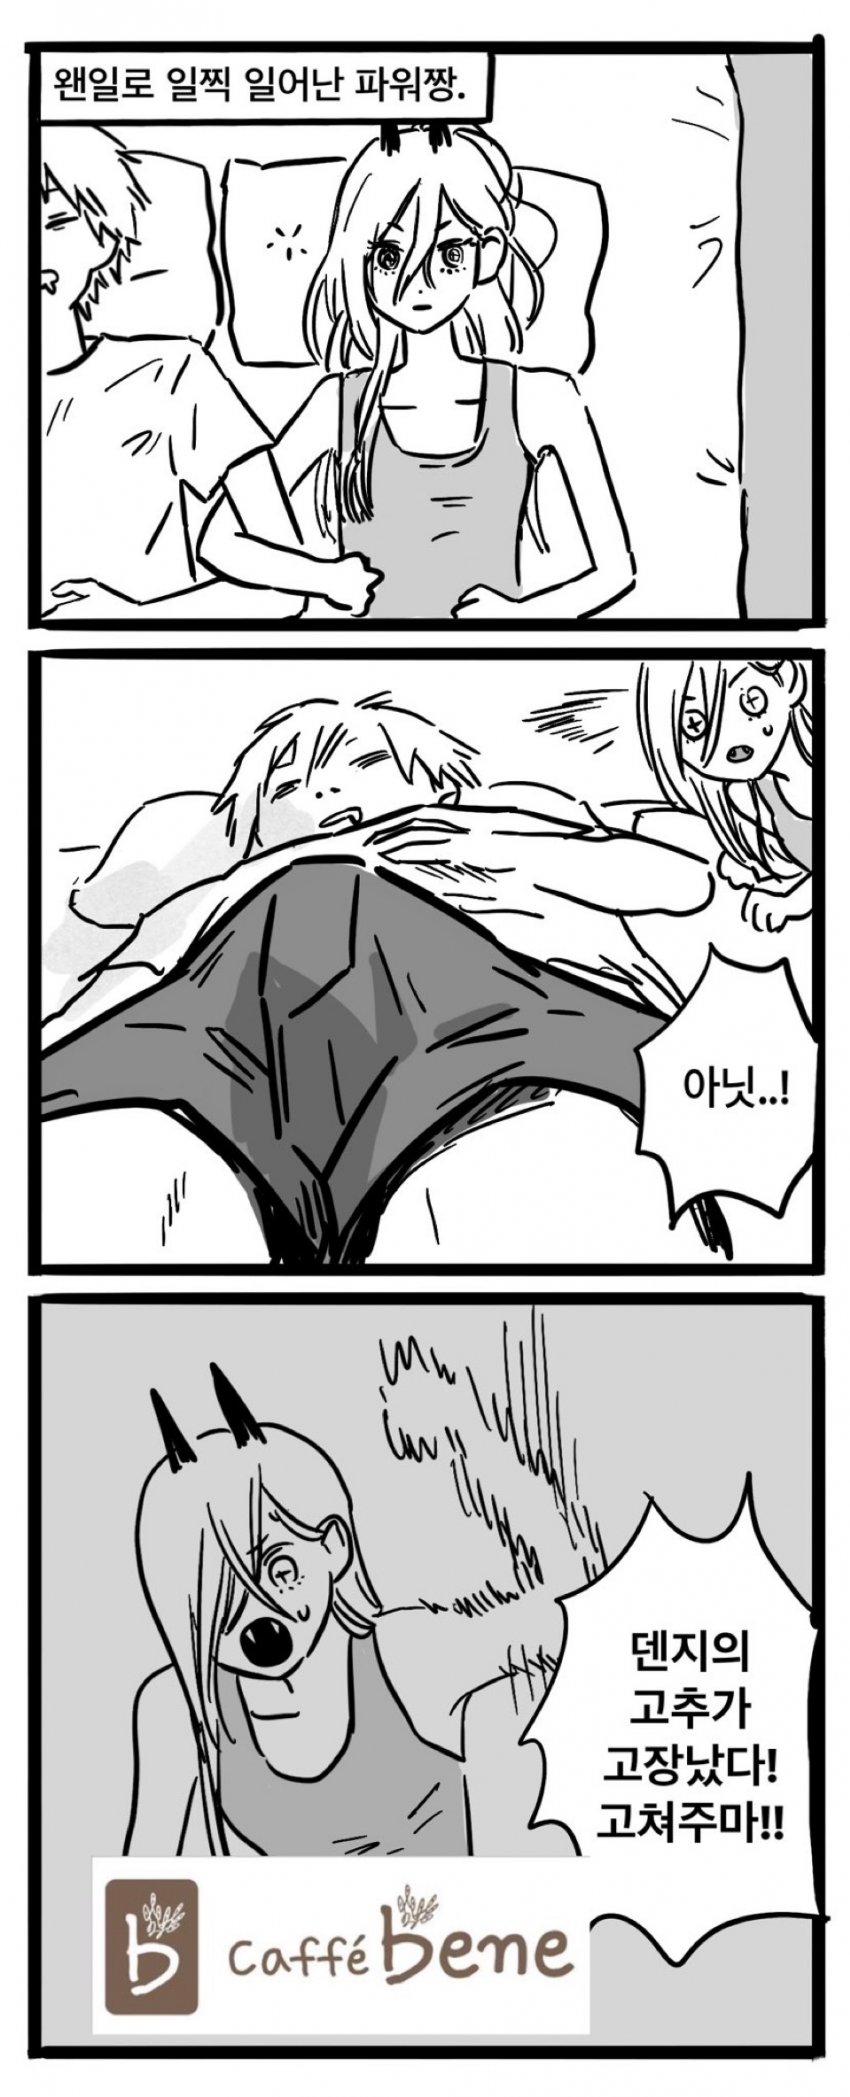 왠일로 일찍 일어난 파워짱.
아닛..!
덴지의
고추가
고장났다!
고쳐주마!!
b caffé bene